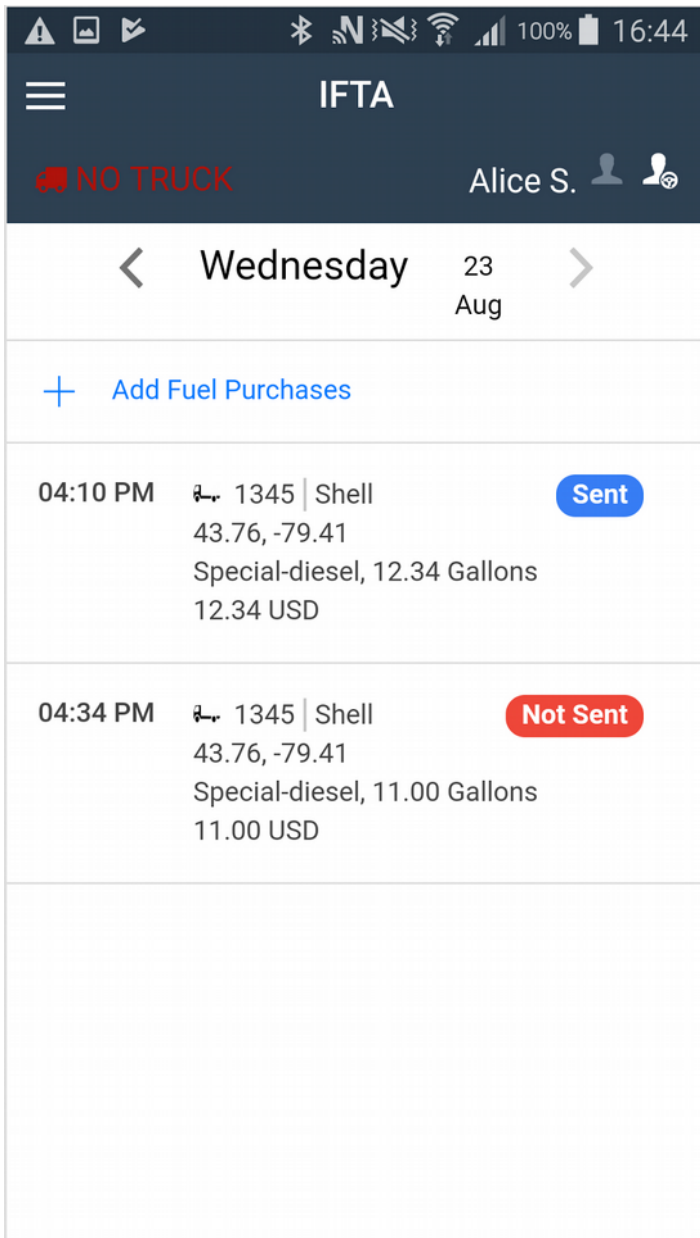 100% 16:44
IFTA
NO TRUCK Alice S.
Wednesday 23
Aug
Add Fuel Purchases
04:10 PM 1345 | Shell Sent
43.76, -79.41
Special-diesel, 12.34 Gallons
12.34 USD
04:34 PM 1345 | Shell Not Sent
43.76, -79.41
Special-diesel, 11.00 Gallons
11.00 USD